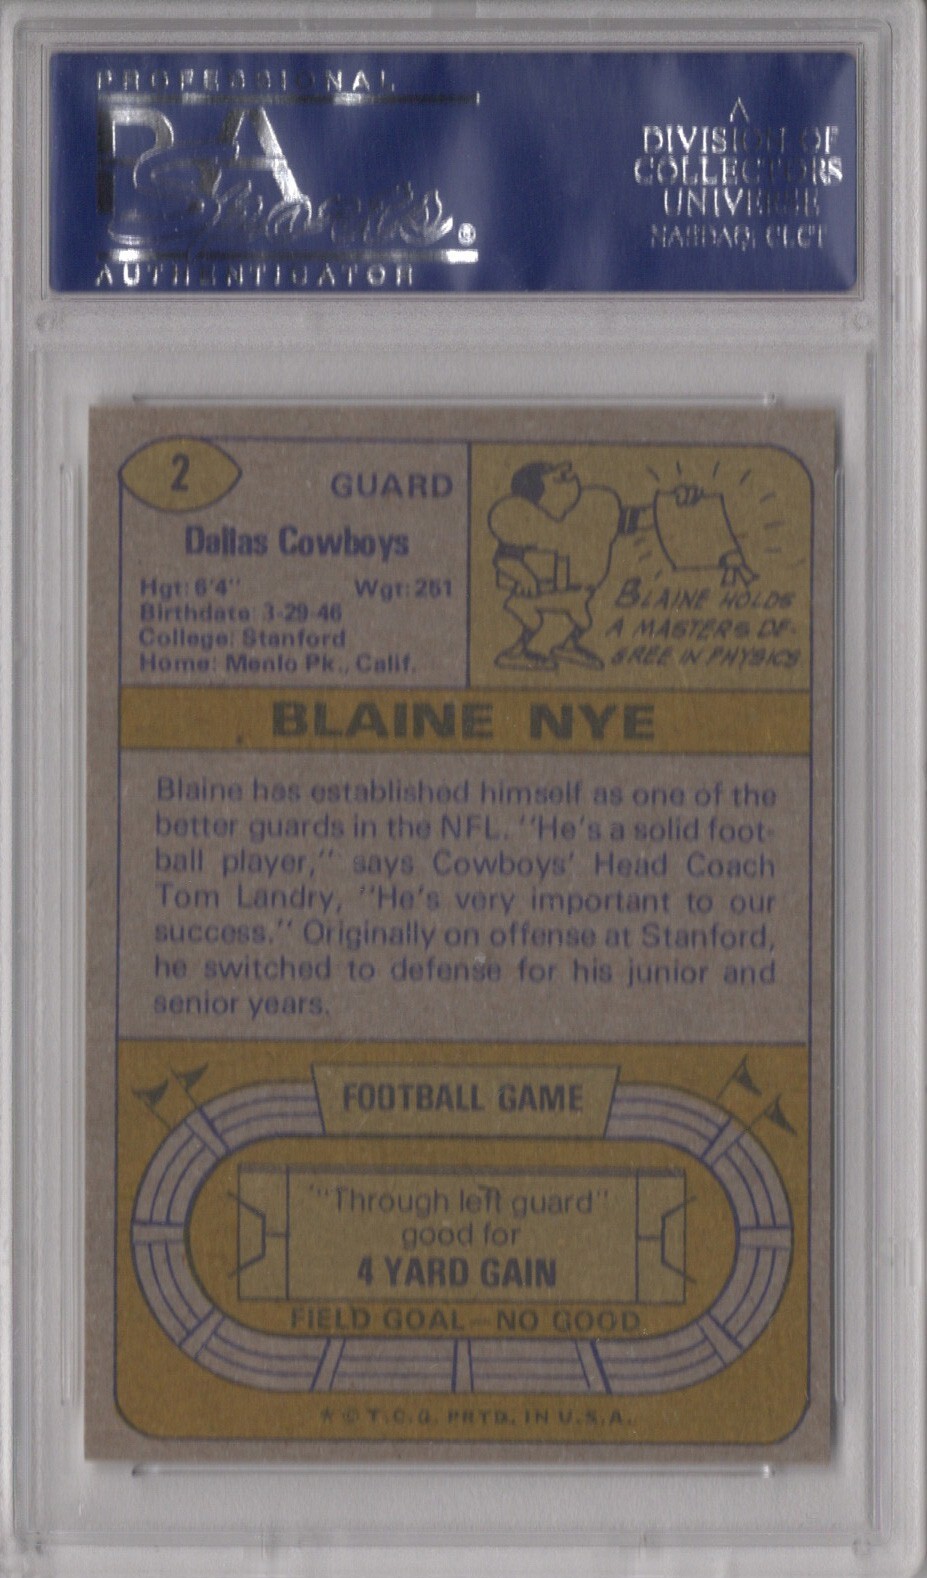 PROFESSIONAL
PSA
Sports
®
AUTHENTICATOR
A
DIVISION OF
COLLECTORS
UNIVERSE
NASDAQ: CLCT
2
GUARD
Dallas Cowboys
Hgt: 6'4" Wgt: 251
Birthdate: 3-29-46
College: Stanford
Home: Menlo Pk., Calif.
BLAINE HOLDS
A MASTERS DE-
GREE IN PHYSICS
BLAINE NYE
Blaine has established himself as one of the
better guards in the NFL. "He's a solid foot-
ball player," says Cowboys' Head Coach
Tom Landry, "He's very important to our
success." Originally on offense at Stanford,
he switched to defense for his junior and
senior years.
FOOTBALL GAME
"Through left guard"
good for
4 YARD GAIN
FIELD GOAL—NO GOOD
★ © T.C.G. PRTD. IN U.S.A.